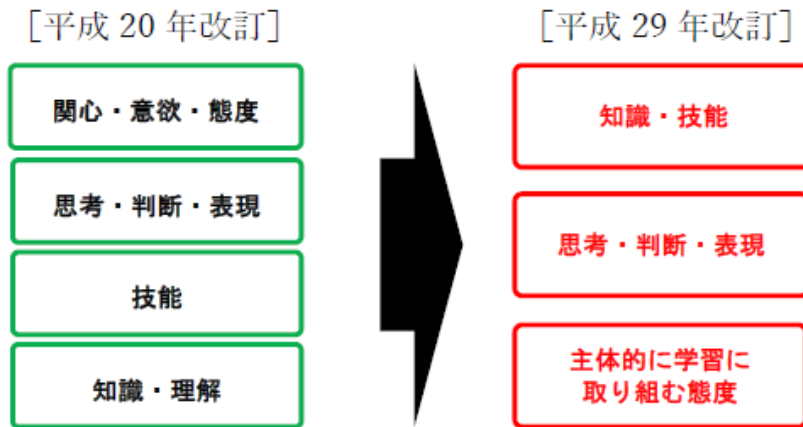 ［平成 20 年改訂］
関心・意欲・態度
思考・判断・表現
技能
知識・理解
［平成 29 年改訂］
知識・技能
思考・判断・表現
主体的に学習に
取り組む態度